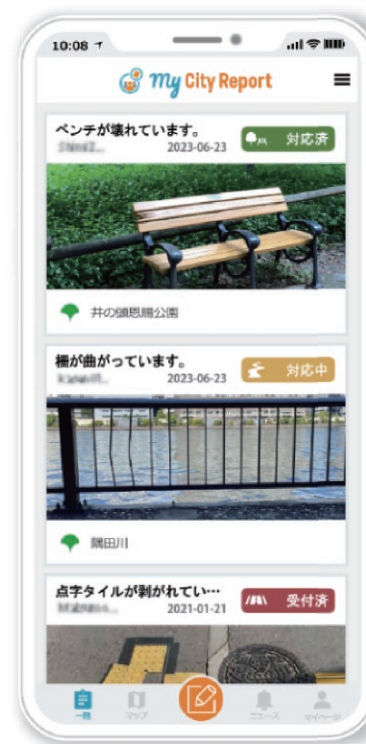 10:08
My City Report
ベンチが壊れています。
2023-06-23
対応済
井の頭恩賜公園
柵が曲がっています。
2023-06-23
対応中
隅田川
点字タイルが剥がれてい…
2021-01-21
受付済
一覧
マップ
ニュース
マイページ